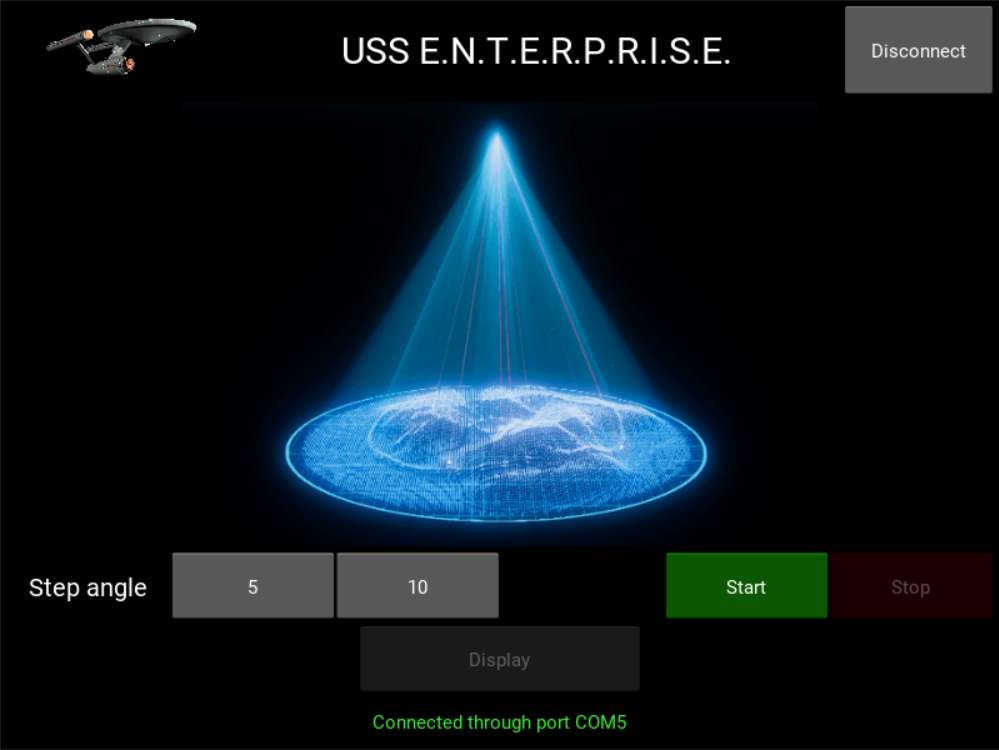 USS E.N.T.E.R.P.R.I.S.E.
Disconnect
Step angle
5
10
Start
Stop
Display
Connected through port COM5